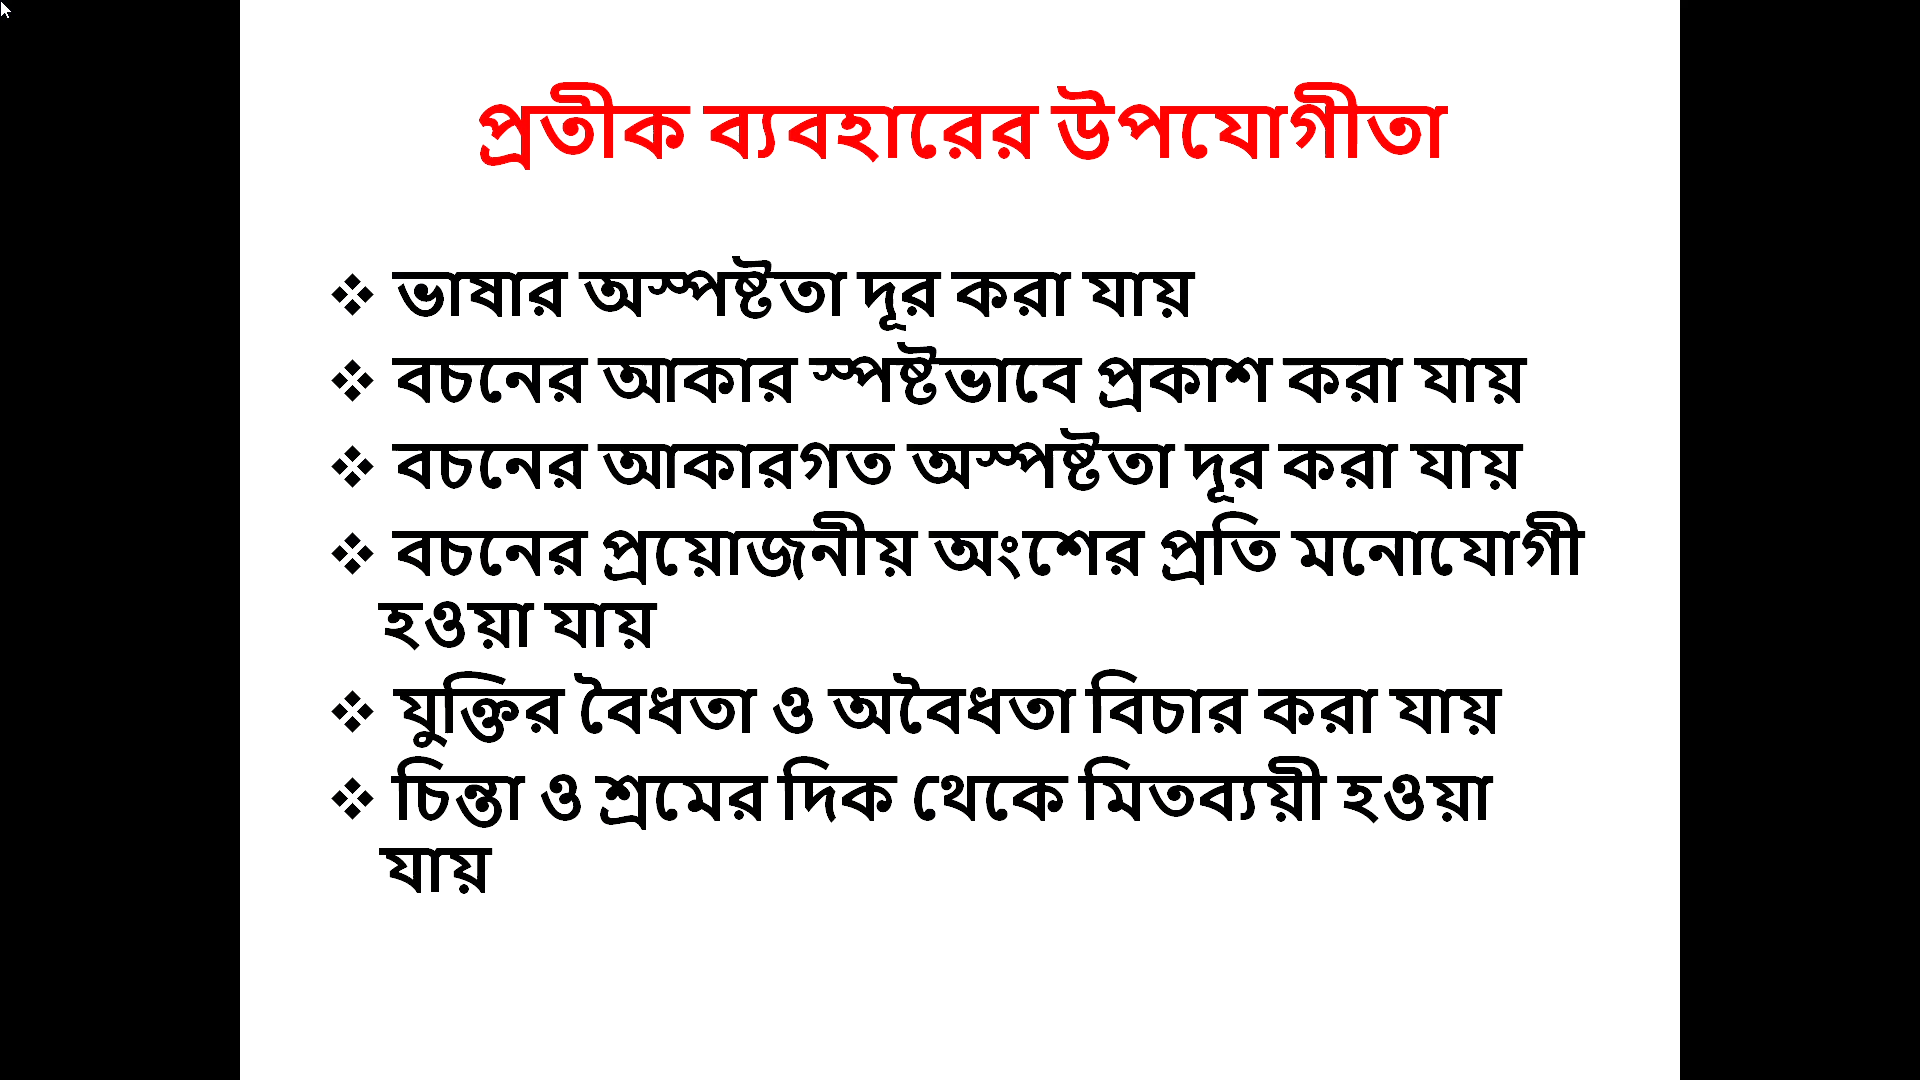 প্রতীক ব্যবহারের উপযোগীতা
❖ ভাষার অস্পষ্টতা দূর করা যায়
❖ বচনের আকার স্পষ্টভাবে প্রকাশ করা যায়
❖ বচনের আকারগত অস্পষ্টতা দূর করা যায়
❖ বচনের প্রয়োজনীয় অংশের প্রতি মনোযোগী
হওয়া যায়
❖ যুক্তির বৈধতা ও অবৈধতা বিচার করা যায়
❖ চিন্তা ও শ্রমের দিক থেকে মিতব্যয়ী হওয়া
যায়